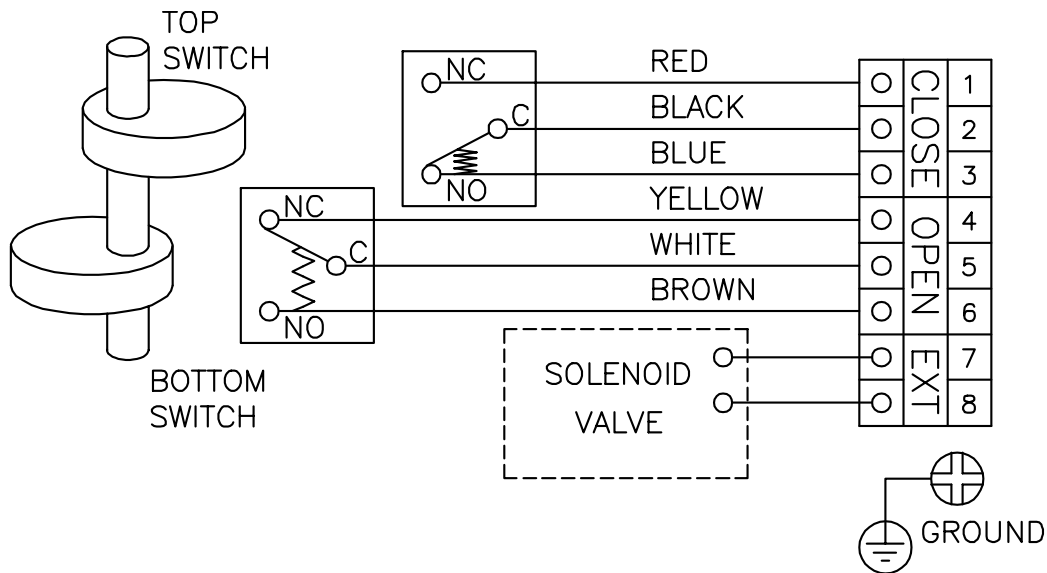 TOP
SWITCH
NC
C
NO
NC
C
NO
RED
BLACK
BLUE
YELLOW
WHITE
BROWN
CLOSE
OPEN
EXT
1
2
3
4
5
6
7
8
SOLENOID
VALVE
BOTTOM
SWITCH
GROUND